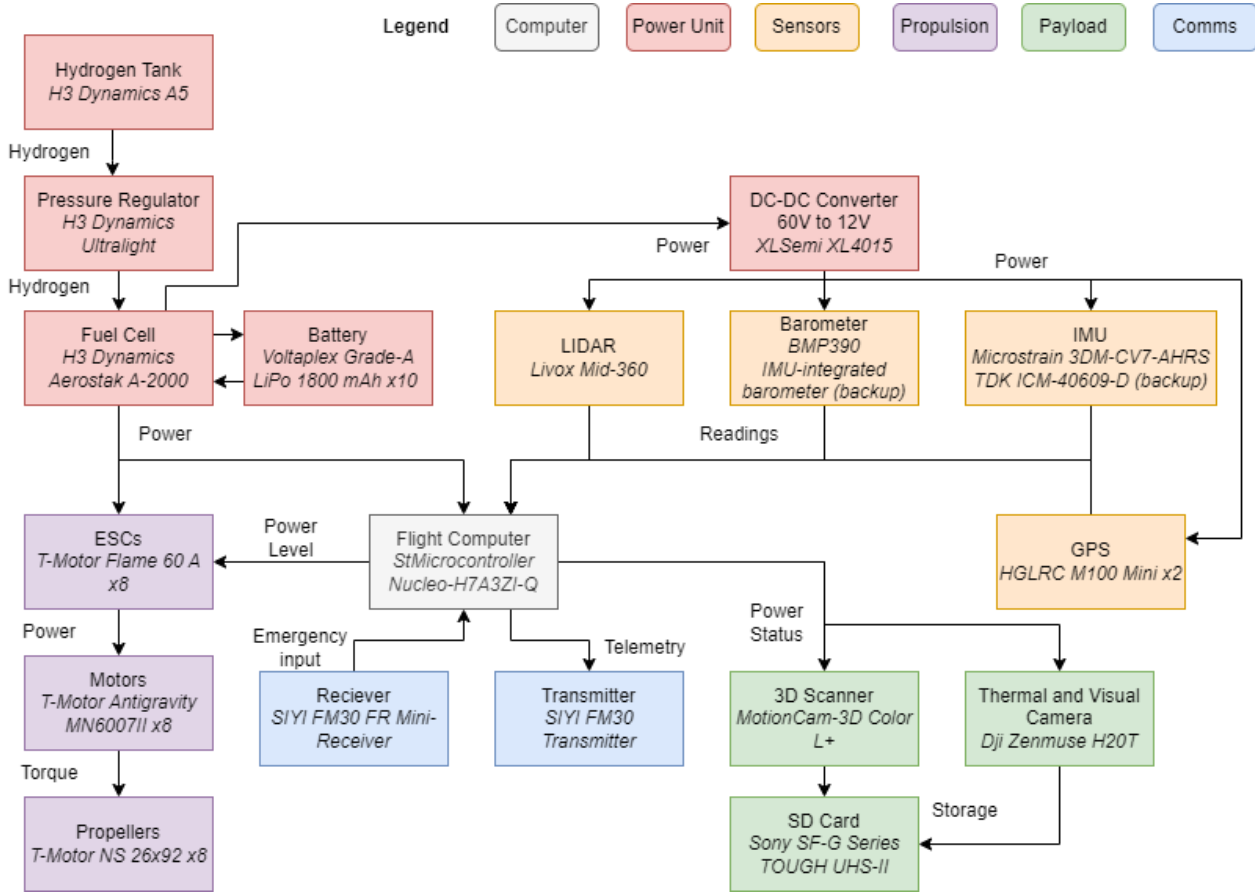 Legend
Computer
Power Unit
Sensors
Propulsion
Payload
Comms
Hydrogen Tank
H3 Dynamics A5
Hydrogen
Pressure Regulator
H3 Dynamics
Ultralight
DC-DC Converter
60V to 12V
XLSemi XL4015
Power
Power
Hydrogen
Fuel Cell
H3 Dynamics
Aerostak A-2000
Battery
Voltaplex Grade-A
LiPo 1800 mAh x10
LIDAR
Livox Mid-360
Barometer
BMP390
IMU-integrated
barometer (backup)
IMU
Microstrain 3DM-CV7-AHRS
TDK ICM-40609-D (backup)
Power
Readings
ESCs
T-Motor Flame 60 A
x8
Power
Level
Flight Computer
StMicrocontroller
Nucleo-H7A3ZI-Q
GPS
HGLRC M100 Mini x2
Power
Emergency
input
Telemetry
Power
Status
Motors
T-Motor Antigravity
MN6007II x8
Reciever
SIYI FM30 FR Mini-
Receiver
Transmitter
SIYI FM30
Transmitter
3D Scanner
MotionCam-3D Color
L+
Thermal and Visual
Camera
Dji Zenmuse H20T
Torque
Propellers
T-Motor NS 26x92 x8
SD Card
Sony SF-G Series
TOUGH UHS-II
Storage